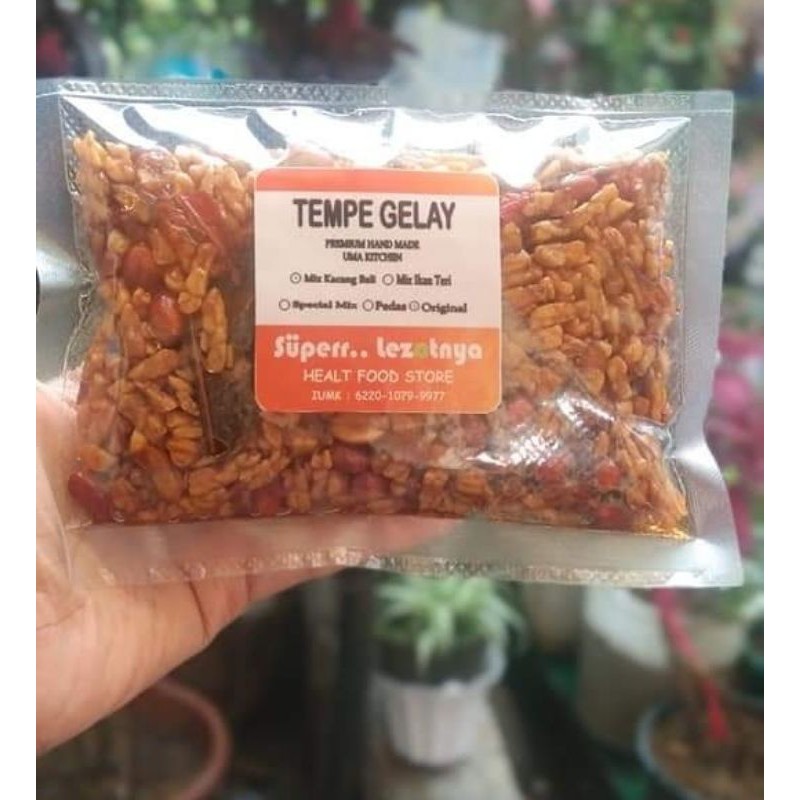 TEMPE GELAY
PREMIUM HAND MADE
UMA KITCHEN
Mix Kacang Bali Mix Ikan Teri
Special Mix Pedas Original
Süperr.. Lezatnya
HEALT FOOD STORE
IUMK : 6220-1079-9977